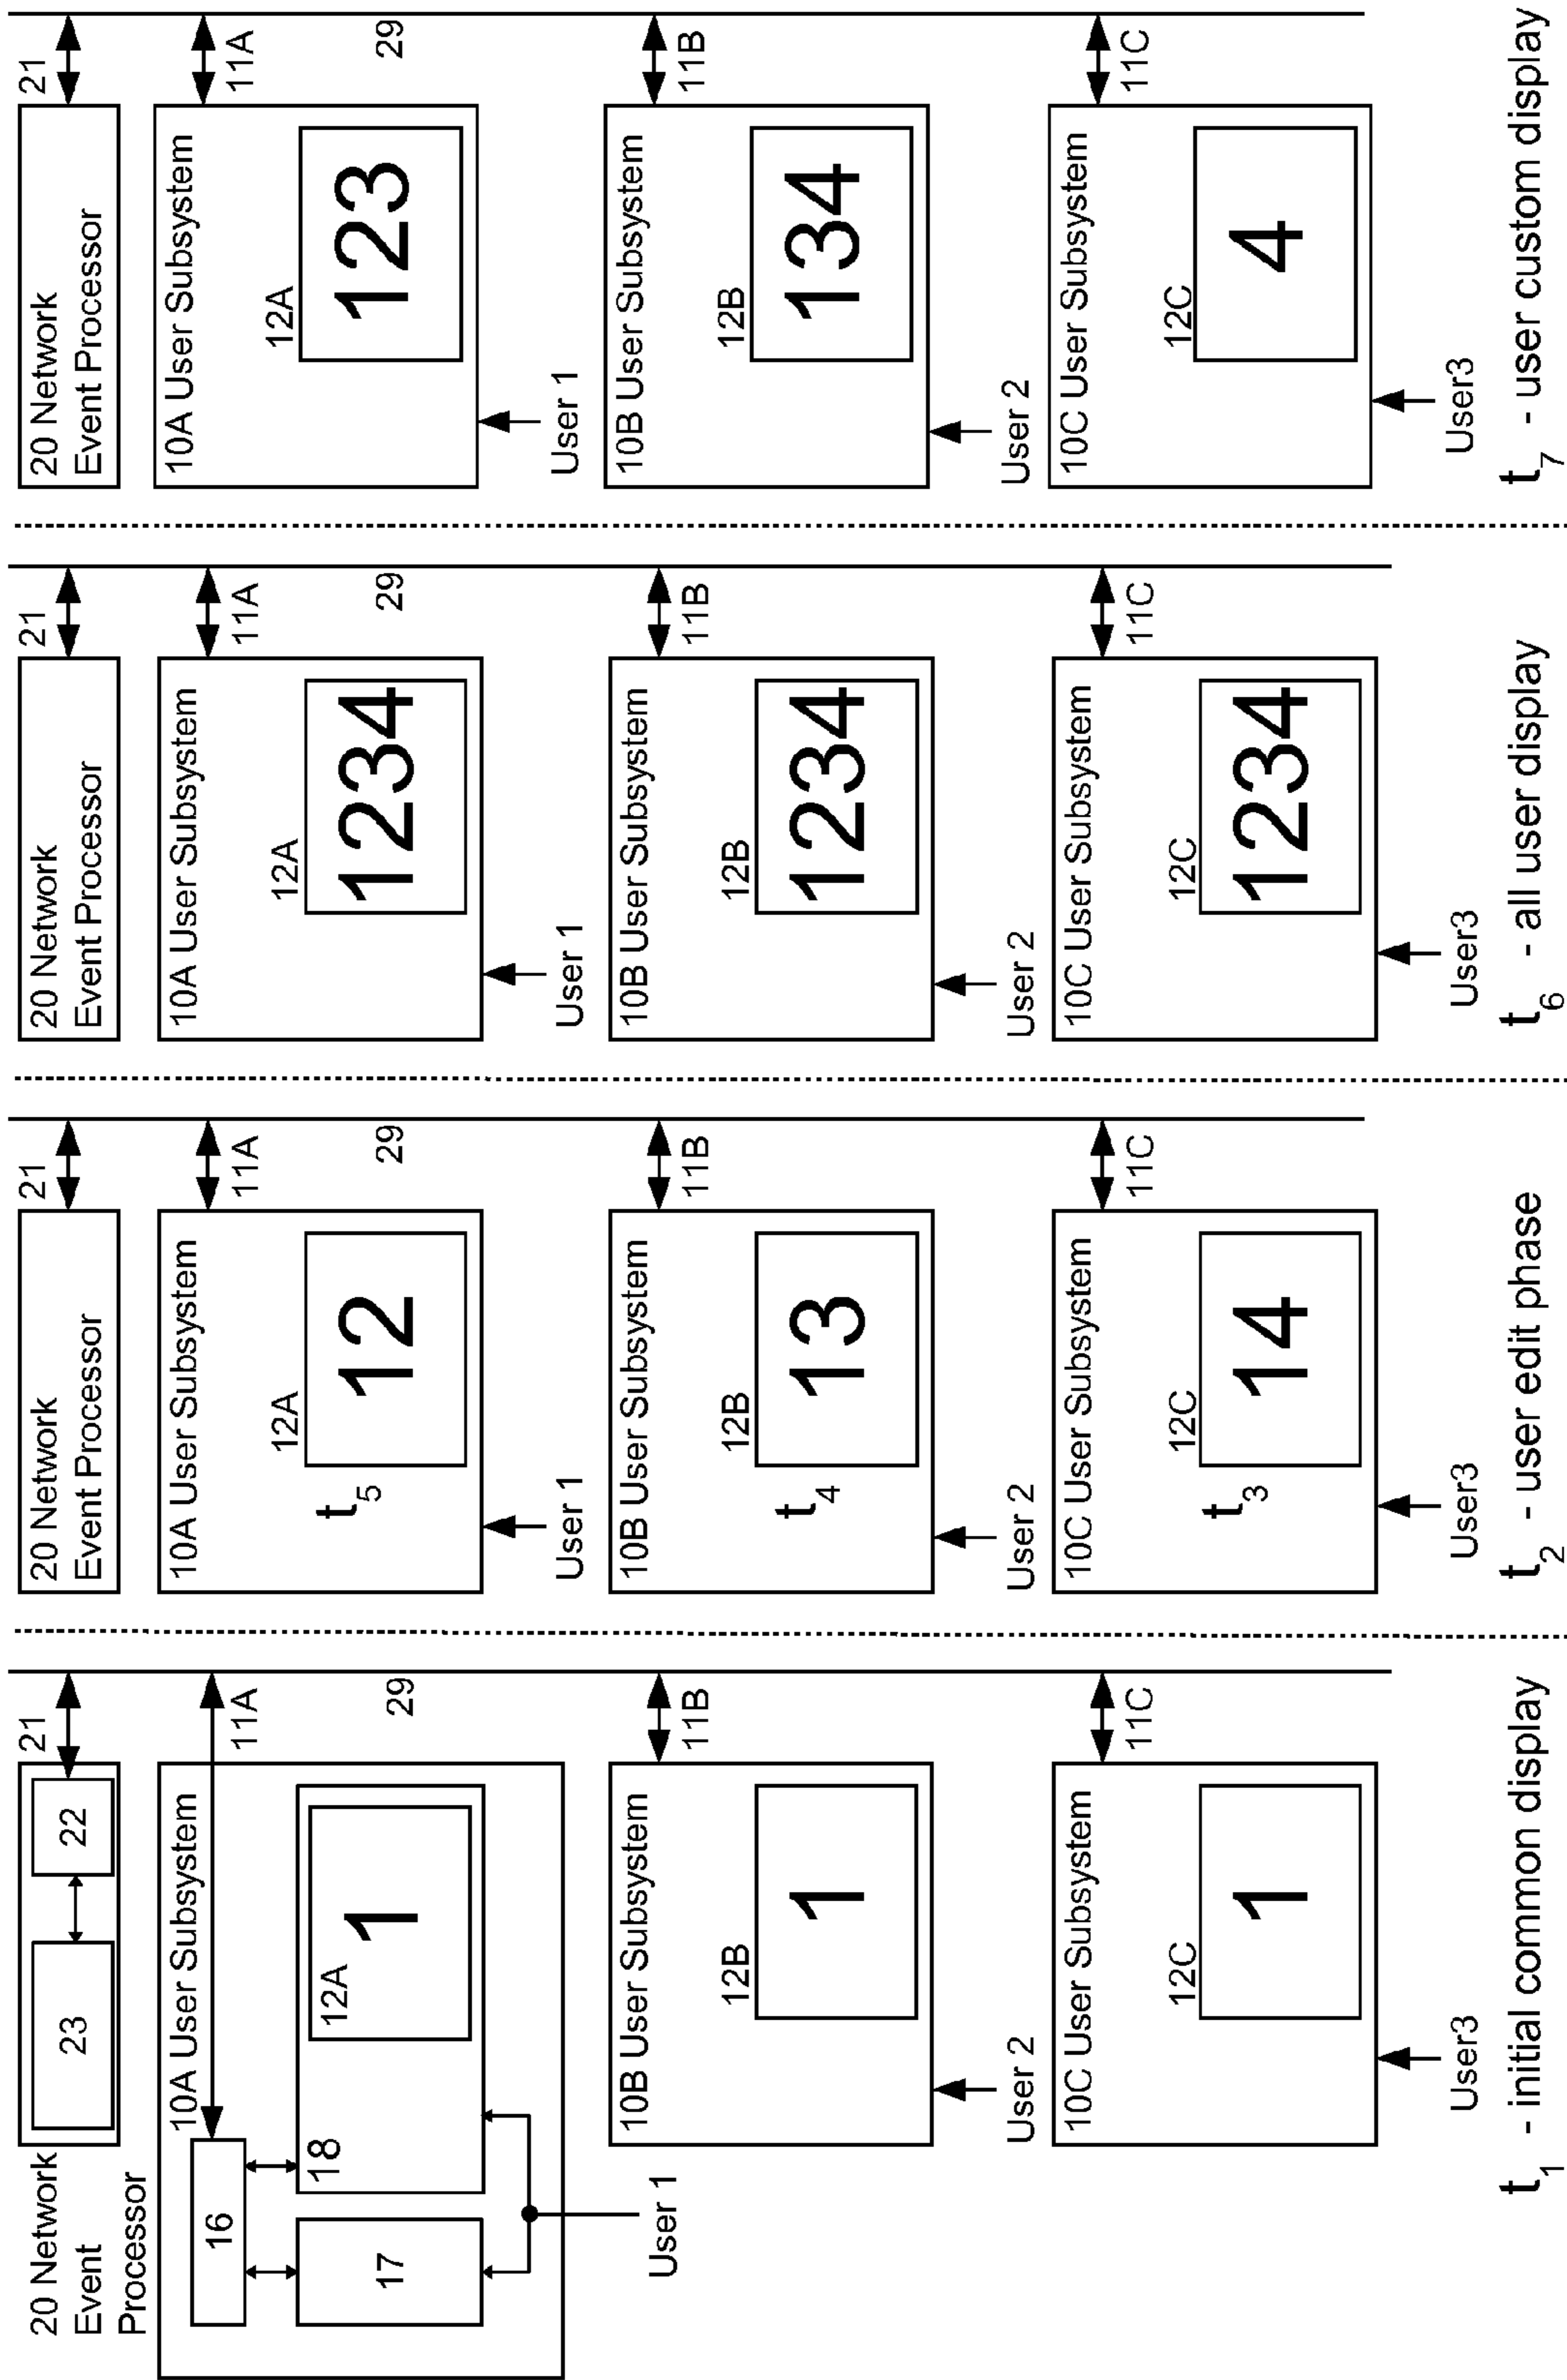 20 Network
Event
Processor
23
22
21
10A User Subsystem
11A
16
17
18
12A
1
29
User 1
10B User Subsystem
11B
12B
1
User 2
10C User Subsystem
11C
12C
1
User3
t1 - initial common display
20 Network
Event Processor
21
10A User Subsystem
11A
12A
12
t5
29
User 1
10B User Subsystem
11B
12B
13
t4
User 2
10C User Subsystem
11C
12C
14
t3
User3
t2 - user edit phase
20 Network
Event Processor
21
10A User Subsystem
11A
12A
1234
29
User 1
10B User Subsystem
11B
12B
1234
User 2
10C User Subsystem
11C
12C
1234
User3
t6 - all user display
20 Network
Event Processor
21
10A User Subsystem
11A
12A
123
29
User 1
10B User Subsystem
11B
12B
134
User 2
10C User Subsystem
11C
12C
4
User3
t7 - user custom display